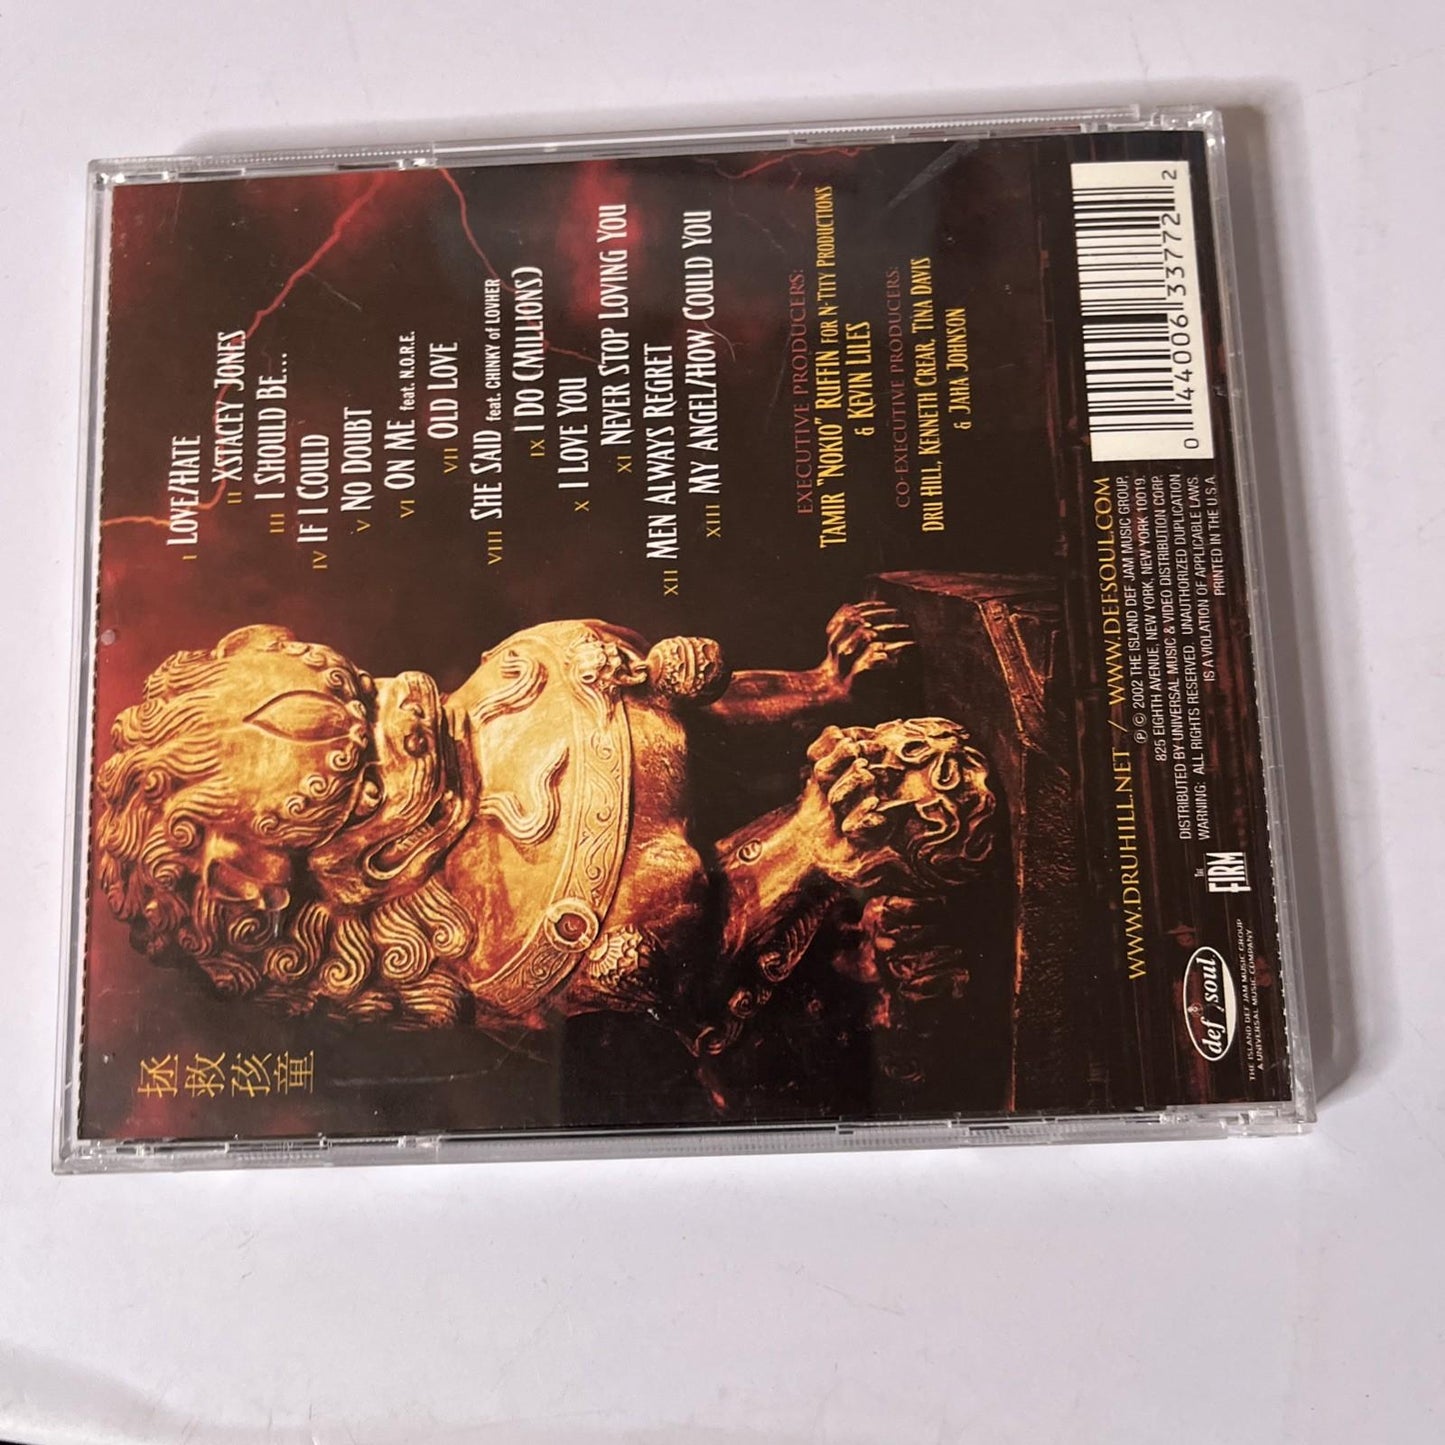 拯
救
孩
童
I LOVE/HATE
II XSTACEY JONES
III I SHOULD BE...
IV IF I COULD
V NO DOUBT
VI ON ME feat. N.O.R.E.
VII OLD LOVE
VIII SHE SAID feat. CHINKY of LOVHER
IX I DO (MILLIONS)
X I LOVE YOU
XI NEVER STOP LOVING YOU
XII MEN ALWAYS REGRET
XIII MY ANGEL/HOW COULD YOU
EXECUTIVE PRODUCERS:
TAMIR "NOKIO" RUFFIN FOR N-TITY PRODUCTIONS
& KEVIN LILES
CO-EXECUTIVE PRODUCERS:
DRU HILL, KENNETH CREAR, TINA DAVIS
& JAHA JOHNSON
WWW.DRUHILL.NET / WWW.DEFSOUL.COM
℗ © 2002 THE ISLAND DEF JAM MUSIC GROUP,
825 EIGHTH AVENUE, NEW YORK, NEW YORK 10019.
DISTRIBUTED BY UNIVERSAL MUSIC & VIDEO DISTRIBUTION CORP.
WARNING: ALL RIGHTS RESERVED. UNAUTHORIZED DUPLICATION
IS A VIOLATION OF APPLICABLE LAWS.
PRINTED IN THE U.S.A.
0 44006 33772 2
def soul
THE ISLAND DEF JAM MUSIC GROUP
A UNIVERSAL MUSIC COMPANY
THE
FIRM